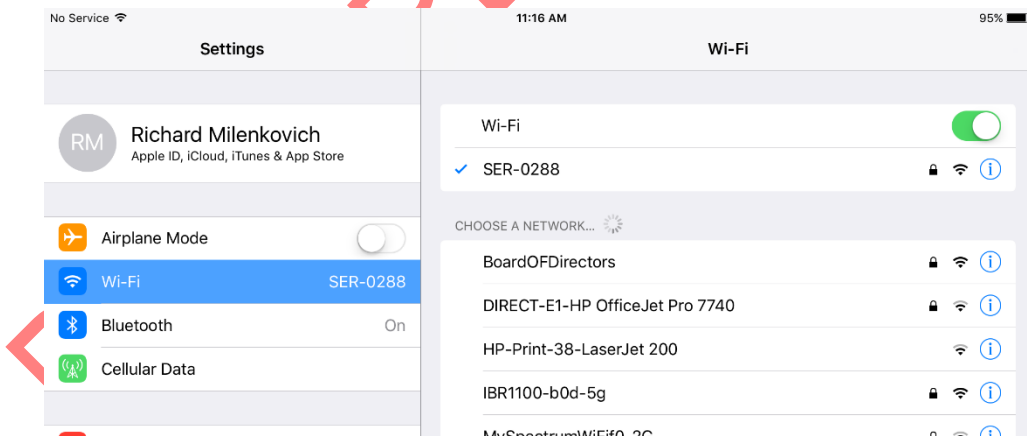 No Service 11:16 AM 95%
Settings
Wi-Fi
RM
Richard Milenkovich
Apple ID, iCloud, iTunes & App Store
Airplane Mode
Wi-Fi SER-0288
Bluetooth On
Cellular Data
Wi-Fi
SER-0288
CHOOSE A NETWORK...
BoardOFDirectors
DIRECT-E1-HP OfficeJet Pro 7740
HP-Print-38-LaserJet 200
IBR1100-b0d-5g